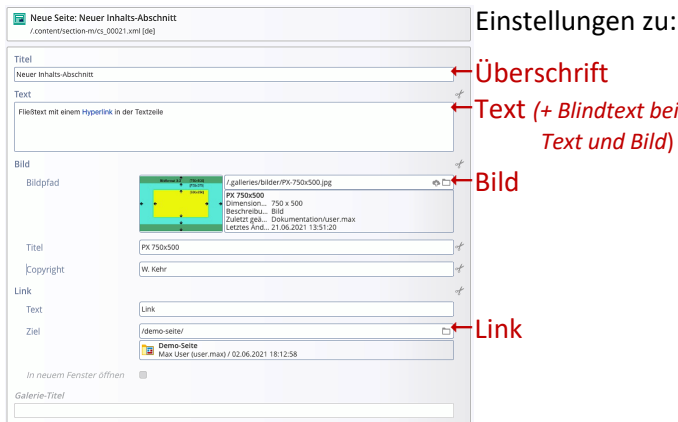 Neue Seite: Neuer Inhalts-Abschnitt
/.content/section-m/cs_00021.xml [de]
Einstellungen zu:
Titel
Neuer Inhalts-Abschnitt
Überschrift
Text
Fließtext mit einem Hyperlink in der Textzeile
Text (+ Blindtext bei
Text und Bild)
Bild
Bildpfad
/.galleries/bilder/PX-750x500.jpg
Bild
PX 750x500
Dimension... 750 x 500
Beschreibu... Bild
Zuletzt geä... Dokumentation/user.max
Letztes Änd... 21.06.2021 13:51:20
Titel
PX 750x500
Copyright
W. Kehr
Link
Text
Link
Ziel
/demo-seite/
Link
Demo-Seite
Max User (user.max) / 02.06.2021 18:12:58
In neuem Fenster öffnen
Galerie-Titel